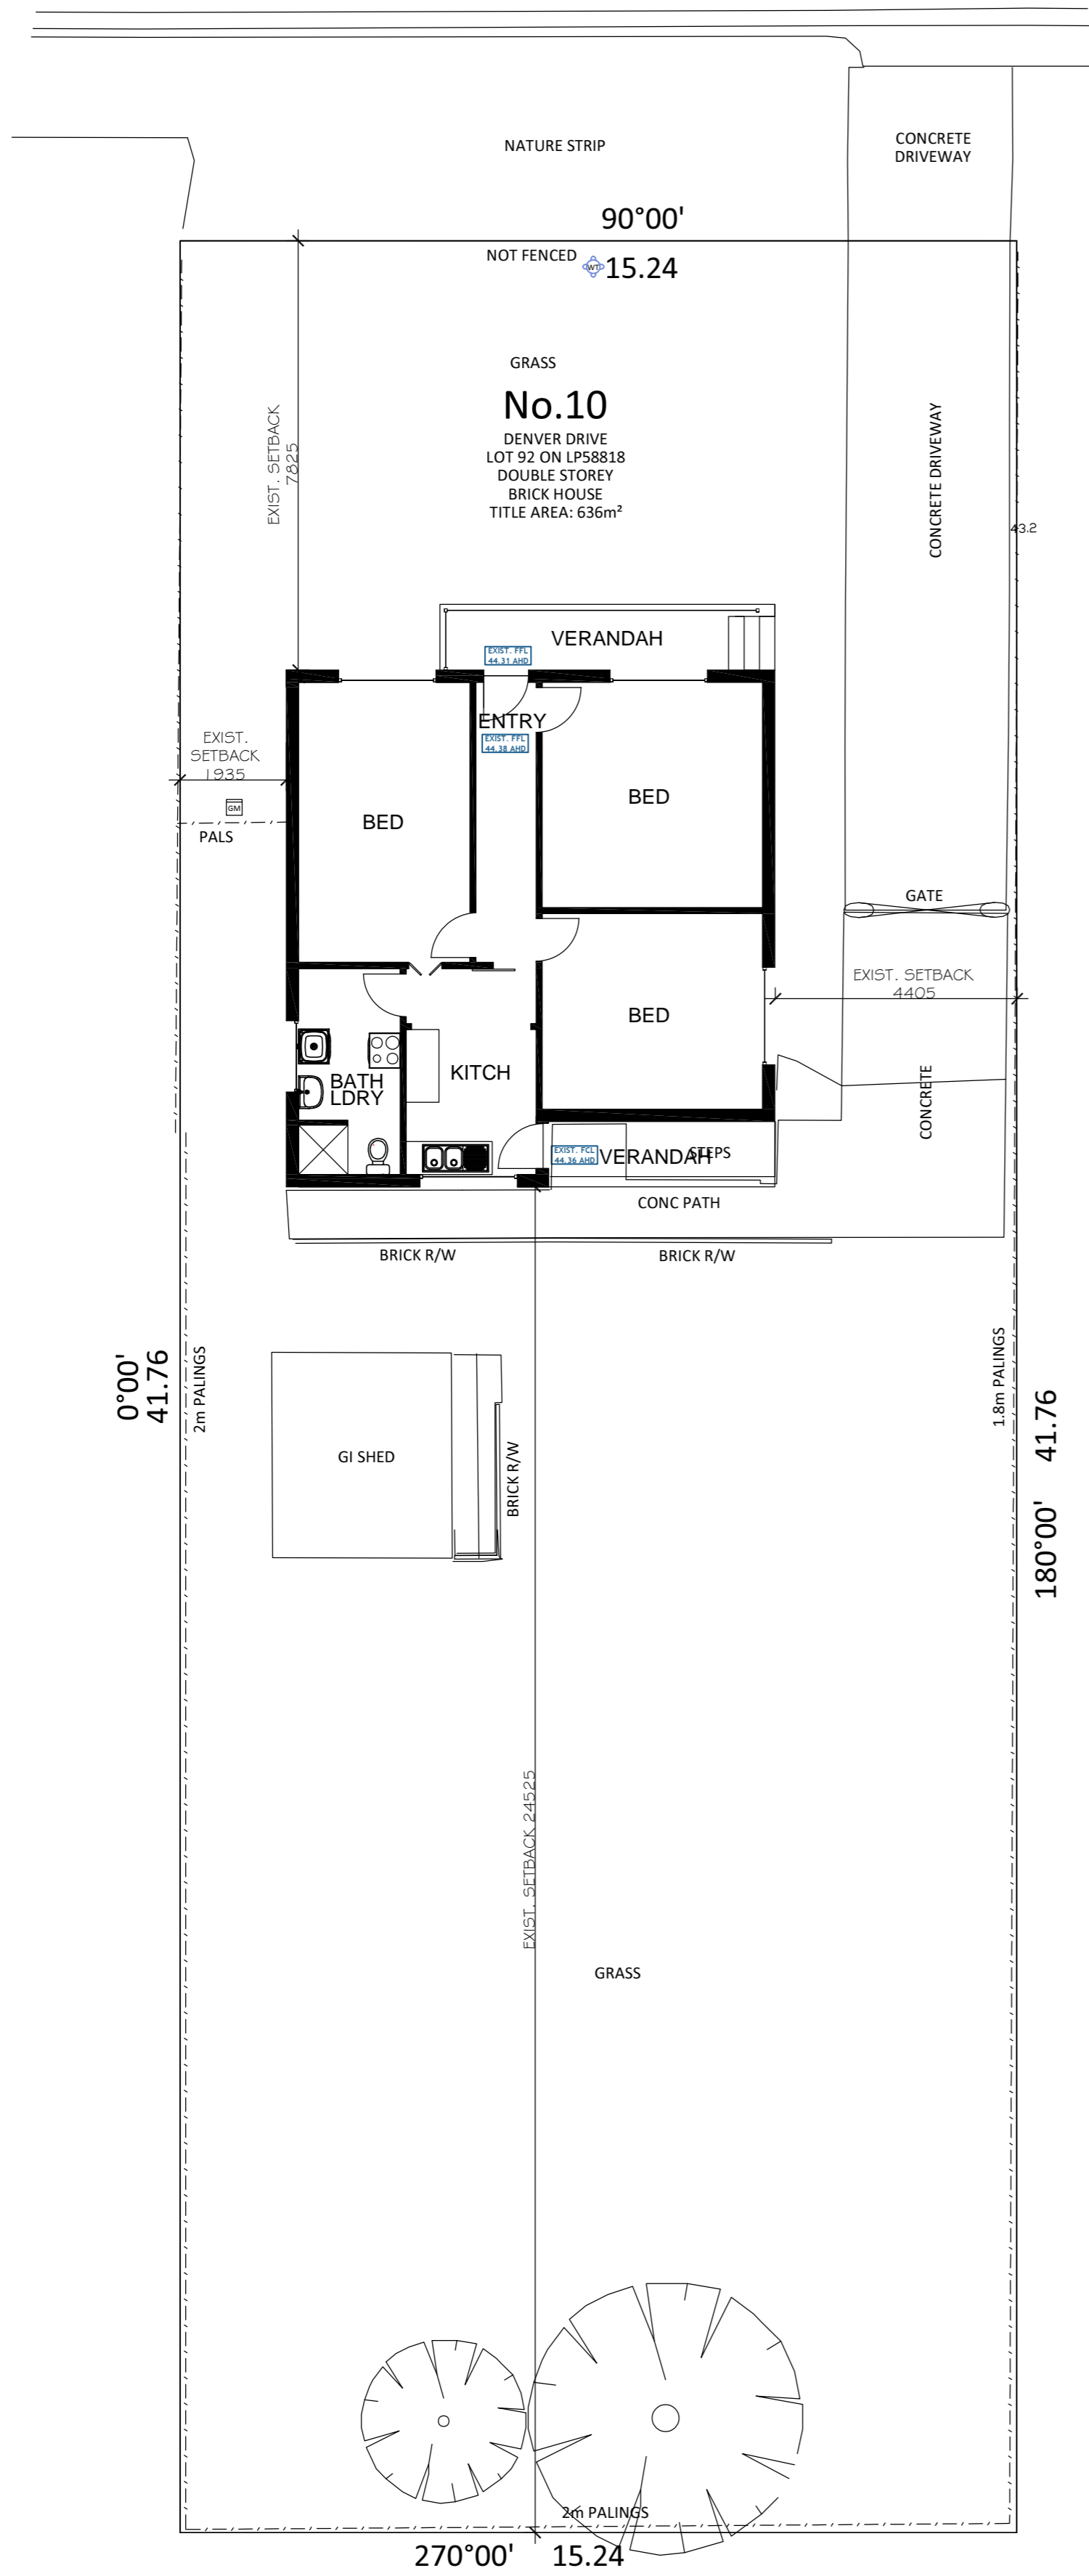 NATURE STRIP
CONCRETE
DRIVEWAY
90°00'
NOT FENCED
WT
15.24
GRASS
No.10
DENVER DRIVE
LOT 92 ON LP58818
DOUBLE STOREY
BRICK HOUSE
TITLE AREA: 636m²
EXIST. SETBACK
7825
CONCRETE DRIVEWAY
43.2
VERANDAH
EXIST. FFL
44.31 AHD
ENTRY
EXIST. FFL
44.38 AHD
EXIST.
SETBACK
1935
GM
PALS
BED
BED
GATE
EXIST. SETBACK
4405
BED
KITCH
BATH
LDRY
CONCRETE
EXIST. FCL
44.36 AHD
VERANDAH
STEPS
CONC PATH
BRICK R/W
BRICK R/W
0°00'
41.76
2m PALINGS
1.8m PALINGS
41.76
180°00'
GI SHED
BRICK R/W
EXIST. SETBACK 24525
GRASS
2m PALINGS
270°00'
15.24